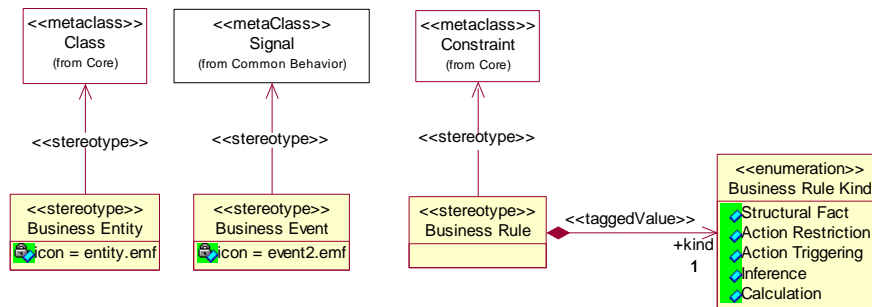 <<metaclass>>
Class
(from Core)
<<metaClass>>
Signal
(from Common Behavior)
<<metaclass>>
Constraint
(from Core)
<<stereotype>>
<<stereotype>>
<<stereotype>>
<<stereotype>>
Business Entity
icon = entity.emf
<<stereotype>>
Business Event
icon = event2.emf
<<stereotype>>
Business Rule
<<taggedValue>>
+kind
1
<<enumeration>>
Business Rule Kind
Structural Fact
Action Restriction
Action Triggering
Inference
Calculation